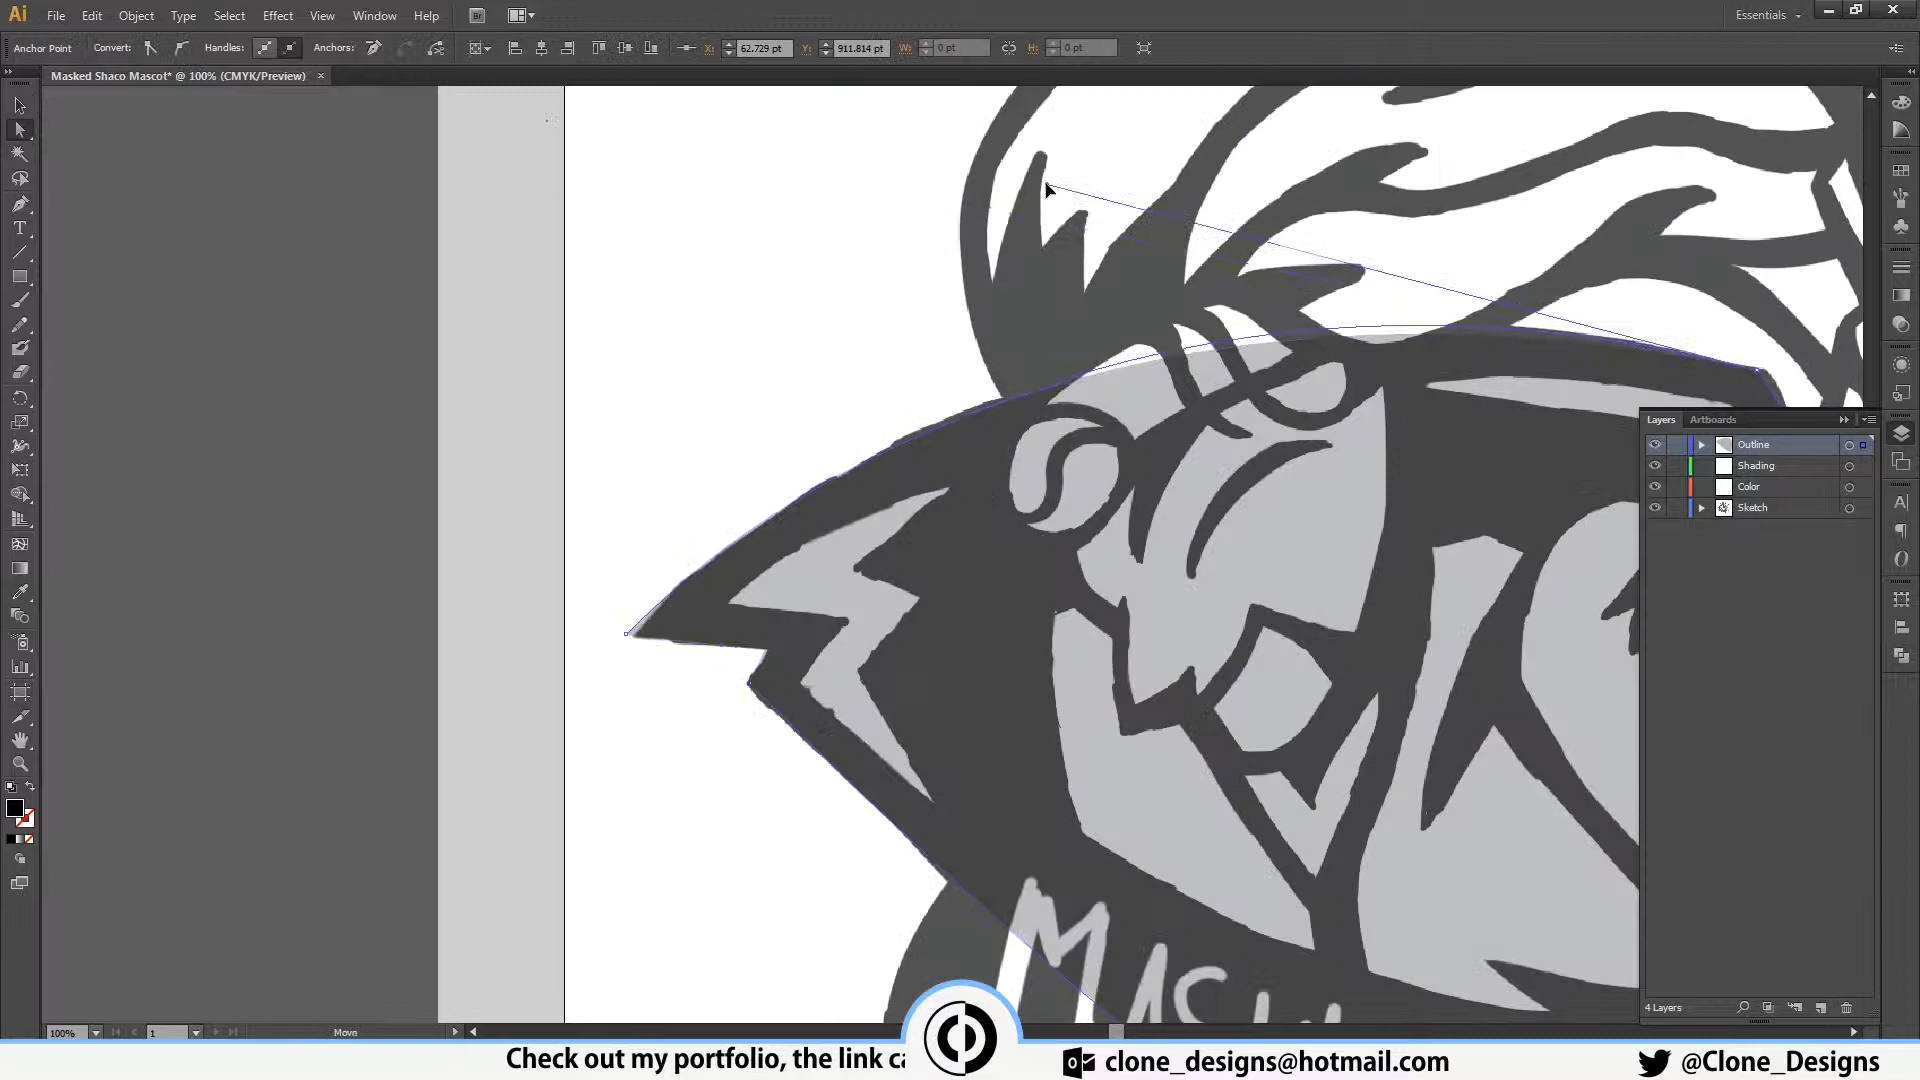 Ai File Edit Object Type Select Effect View Window Help Br Essentials
Anchor Point Convert: Handles: Anchors: X: 62.729 pt Y: 911.814 pt W: 0 pt H: 0 pt
Masked Shaco Mascot* @ 100% (CMYK/Preview) ×
Layers Artboards
Outline
Shading
Color
Sketch
MASK
4 Layers
100% 1 Move
Check out my portfolio, the link ca
clone_designs@hotmail.com
@Clone_Designs